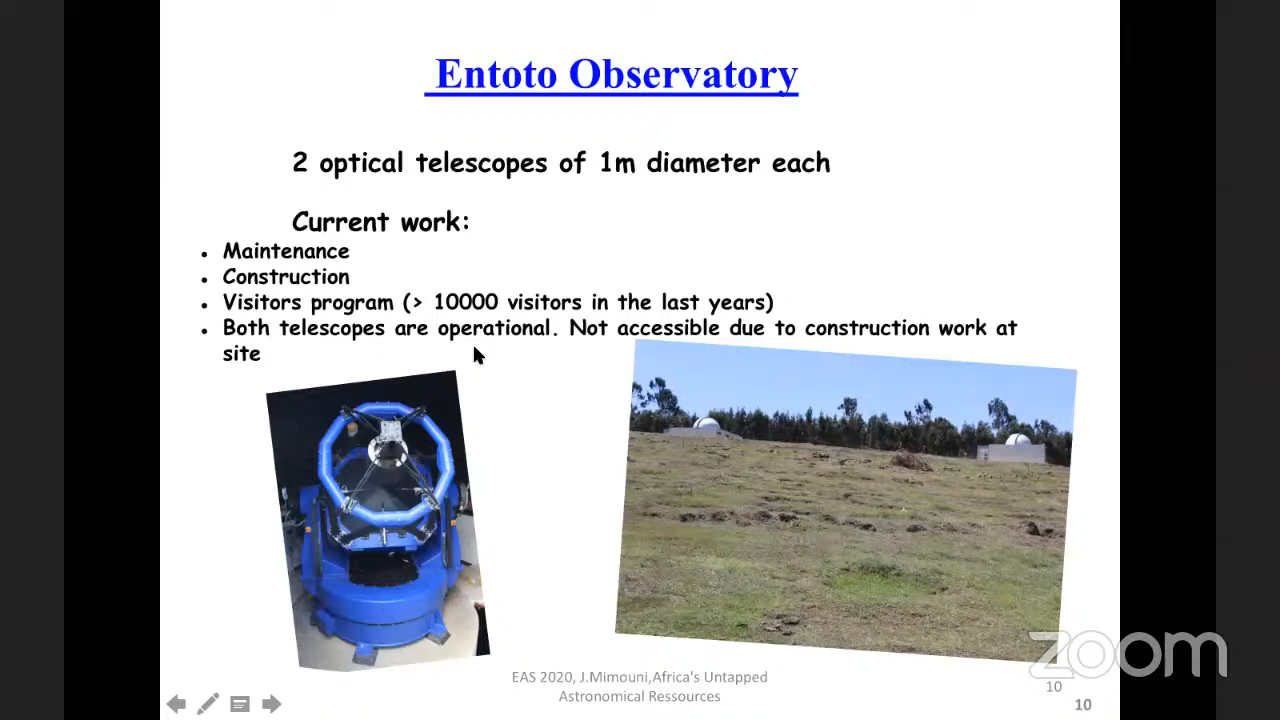 Entoto Observatory
2 optical telescopes of 1m diameter each
Current work:
• Maintenance
• Construction
• Visitors program (> 10000 visitors in the last years)
• Both telescopes are operational. Not accessible due to construction work at
site
zoom
EAS 2020, J.Mimouni,Africa's Untapped
Astronomical Ressources
10
10